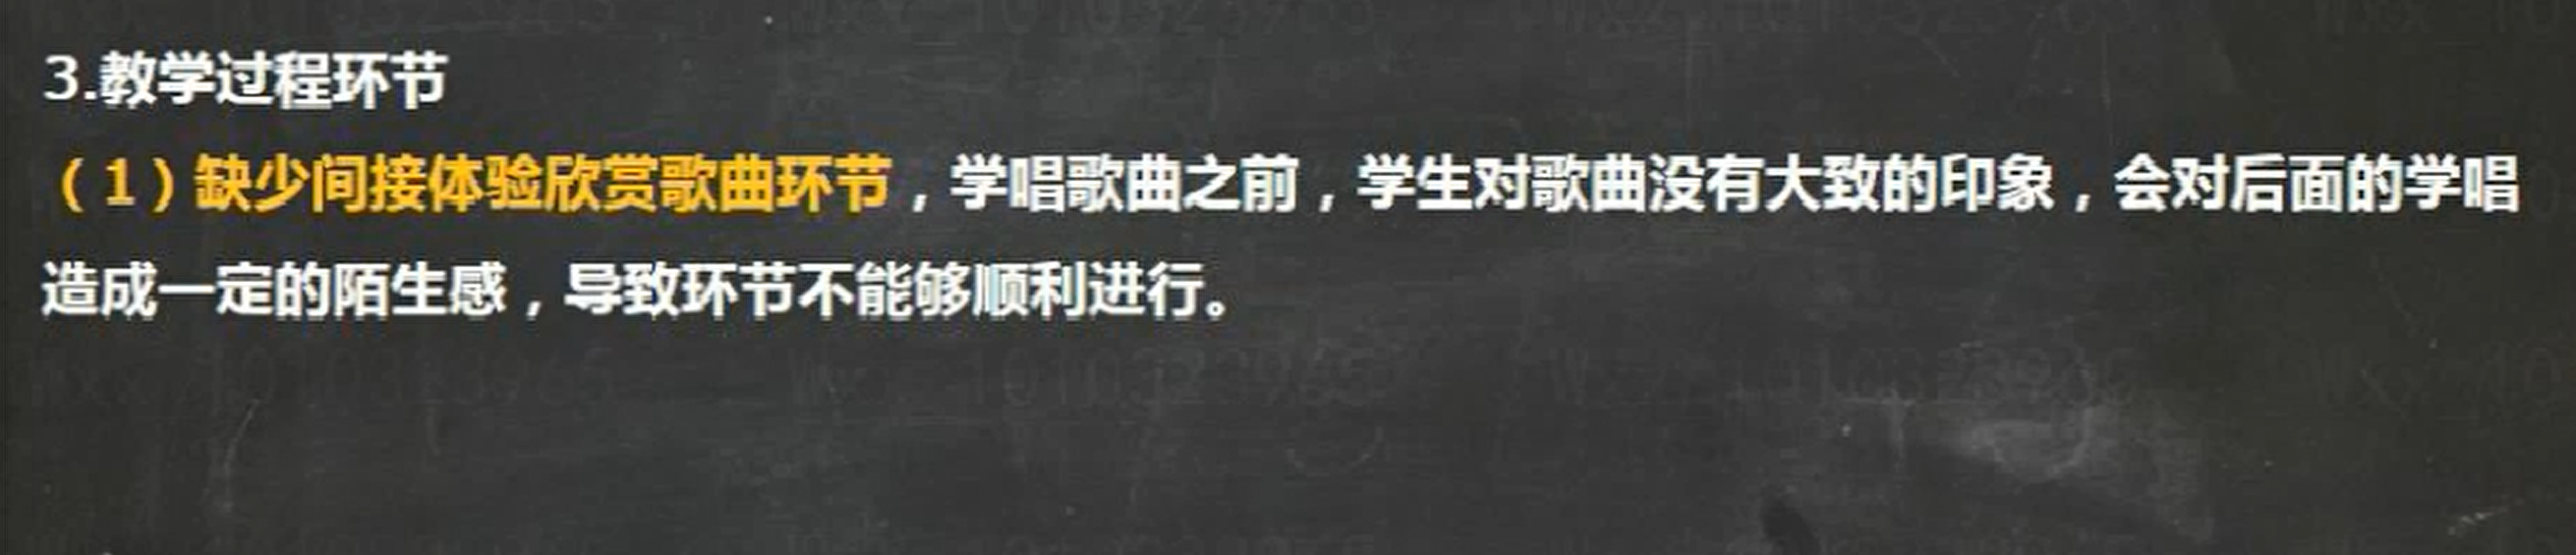 3.教学过程环节
（1）缺少间接体验欣赏歌曲环节，学唱歌曲之前，学生对歌曲没有大致的印象，会对后面的学唱
造成一定的陌生感，导致环节不能够顺利进行。